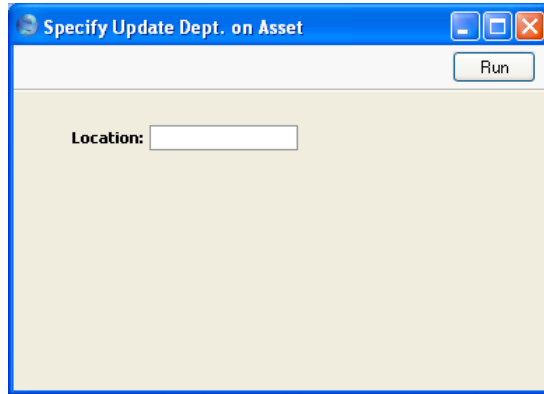 Specify Update Dept. on Asset
Run
Location: